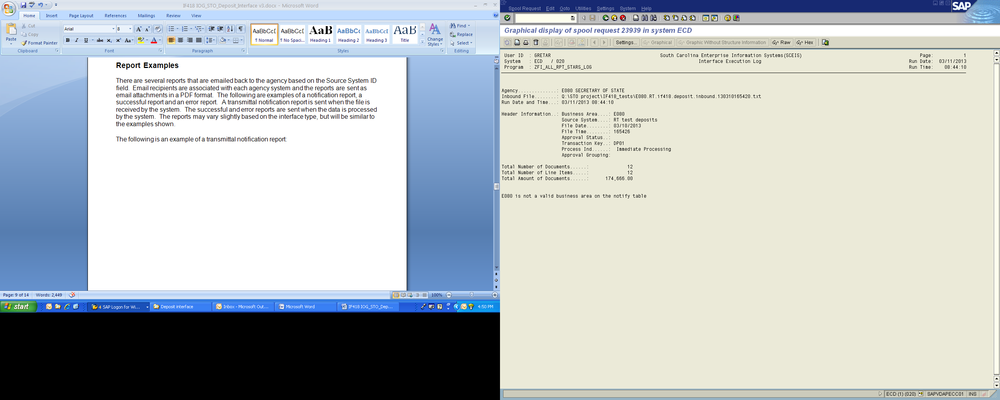 IF418 IOG_STO_Deposit_Interface v3.docx - Microsoft Word
Home Insert Page Layout References Mailings Review View
Paste
Cut
Copy
Format Painter
Clipboard
Arial 8
Font
Paragraph
AaBbCcD AaBbCcD AaB AaBbCc AaBbCcI AaB
¶ Normal ¶ No Spaci... Heading 1 Heading 2 Heading 3 Title
Change Styles
Styles
Find
Replace
Select
Editing
Report Examples
There are several reports that are emailed back to the agency based on the Source System ID
field.  Email recipients are associated with each agency system and the reports are sent as
email attachments in a PDF format.  The following are examples of a notification report, a
successful report and an error report.  A transmittal notification report is sent when the file is
received by the system.  The successful and error reports are sent when the data is processed
by the system.  The reports may vary slightly based on the interface type, but will be similar to
the examples shown.
The following is an example of a transmittal notification report:
Page: 9 of 14 Words: 2,449 100%
start 4 SAP Logon for Wi... Deposit interface Inbox - Microsoft Out... Microsoft Word IF418 IOG_STO_Dep... 4:50 PM
Spool Request Edit Goto Utilities Settings System Help
SAP
Graphical display of spool request 23939 in system ECD
Settings... Graphical Graphic Without Structure Information Raw Hex
User ID : GRETAR South Carolina Enterprise Information Systems(SCEIS) Page: 1
System : ECD / 020 Interface Execution Log Run Date: 03/11/2013
Program : ZFI_ALL_RPT_STARS_LOG Run Time: 08:44:10
Agency..............: E080 SECRETARY OF STATE
Inbound File........: Q:\STO project\IF418_tests\E080.RT.if418.deposit.inbound.130310165420.txt
Run Date and Time...: 03/11/2013 08:44:10
Header Information..: Business Area....: E080
Source System....: RT test deposits
File Date........: 03/10/2013
File Time........: 165426
Approval Status..:
Transaction Key..: DP01
Process Ind......: Immediate Processing
Approval Grouping:
Total Number of Documents......: 12
Total Number of Line Items.....: 12
Total Amount of Documents......: 174,666.00
E080 is not a valid business area on the notify table
ECD (1) (020) SAPVDAPECC01 INS